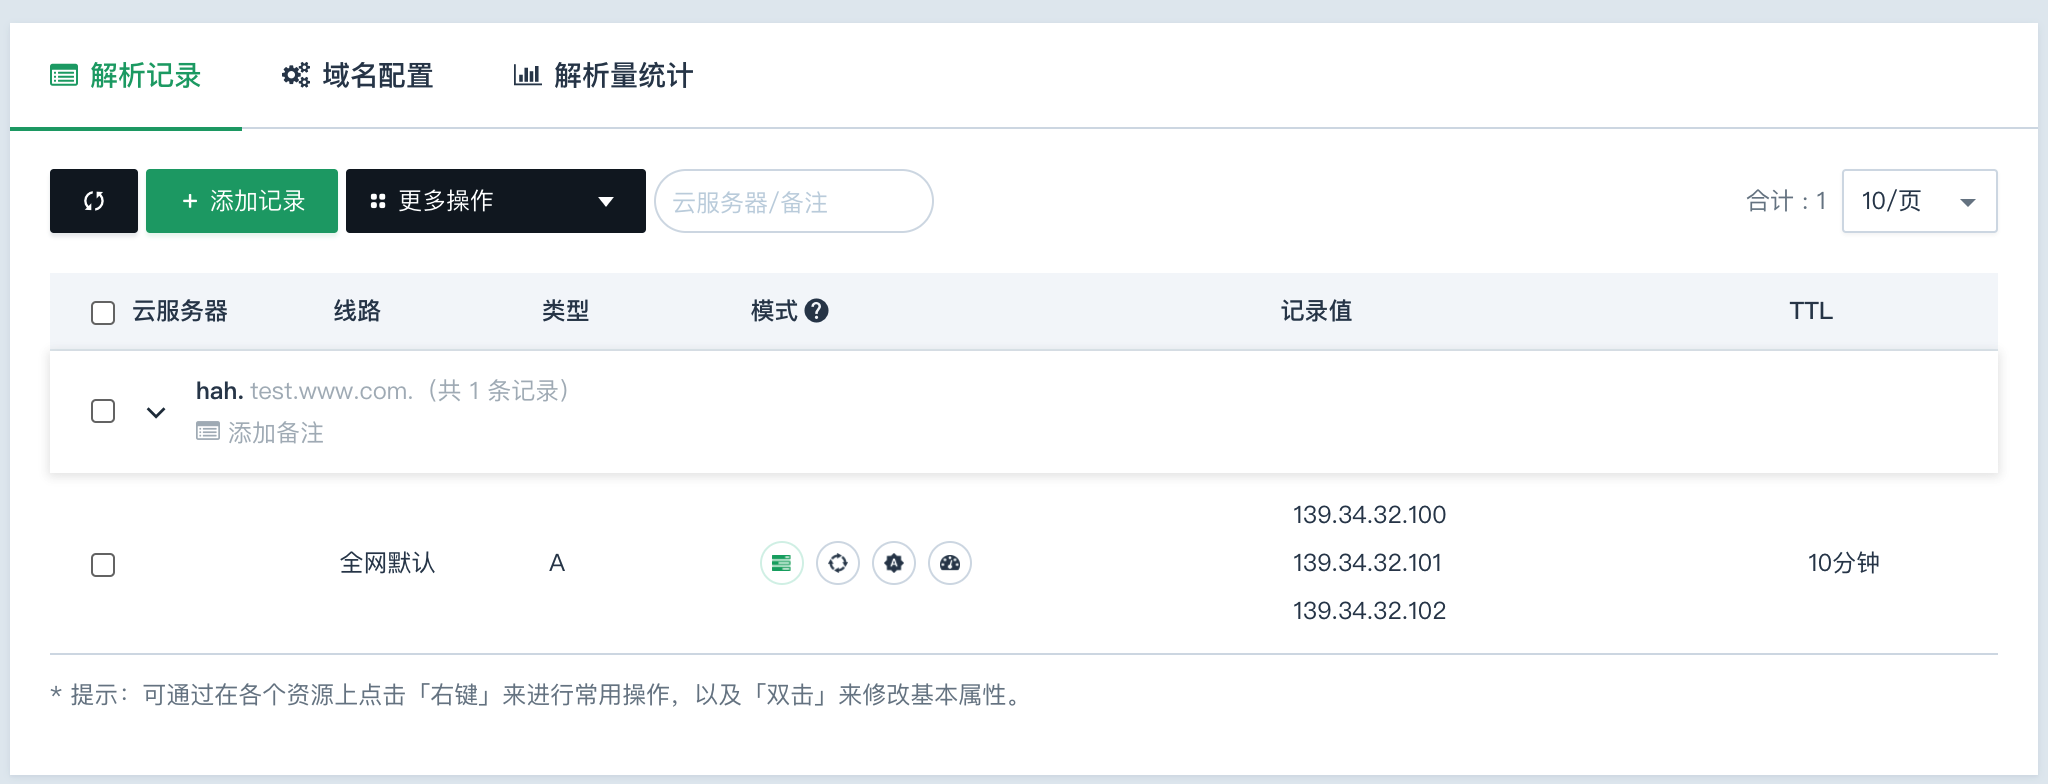 解析记录 域名配置 解析量统计
+ 添加记录 更多操作 云服务器/备注 合计：1 10/页
云服务器 线路 类型 模式 ? 记录值 TTL
hah. test.www.com.（共 1 条记录）
添加备注
139.34.32.100
全网默认 A A 139.34.32.101 10分钟
139.34.32.102
* 提示：可通过在各个资源上点击「右键」来进行常用操作，以及「双击」来修改基本属性。